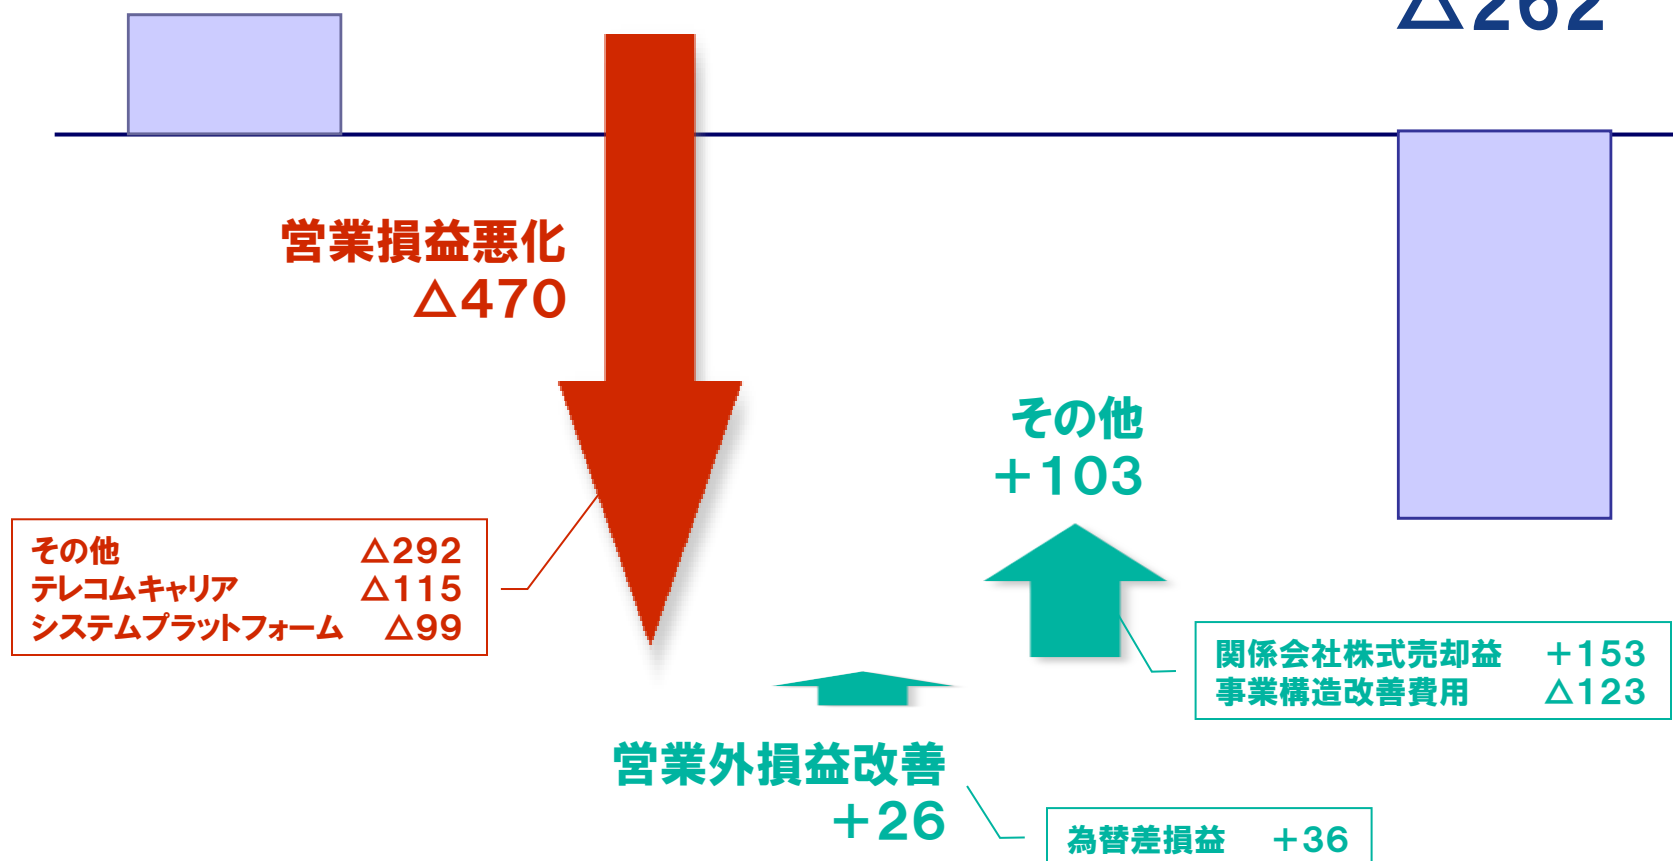 △262
営業損益悪化
△470
その他
+103
その他 △292
テレコムキャリア △115
システムプラットフォーム △99
関係会社株式売却益 +153
事業構造改善費用 △123
営業外損益改善
+26
為替差損益 +36